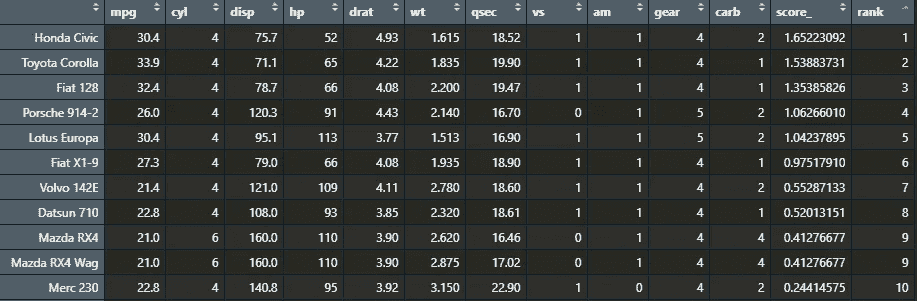 mpg cyl disp hp drat wt qsec vs am gear carb score_ rank
Honda Civic 30.4 4 75.7 52 4.93 1.615 18.52 1 1 4 2 1.65223092 1
Toyota Corolla 33.9 4 71.1 65 4.22 1.835 19.90 1 1 4 1 1.53883731 2
Fiat 128 32.4 4 78.7 66 4.08 2.200 19.47 1 1 4 1 1.35385826 3
Porsche 914-2 26.0 4 120.3 91 4.43 2.140 16.70 0 1 5 2 1.06266010 4
Lotus Europa 30.4 4 95.1 113 3.77 1.513 16.90 1 1 5 2 1.04237895 5
Fiat X1-9 27.3 4 79.0 66 4.08 1.935 18.90 1 1 4 1 0.97517910 6
Volvo 142E 21.4 4 121.0 109 4.11 2.780 18.60 1 1 4 2 0.55287133 7
Datsun 710 22.8 4 108.0 93 3.85 2.320 18.61 1 1 4 1 0.52013151 8
Mazda RX4 21.0 6 160.0 110 3.90 2.620 16.46 0 1 4 4 0.41276677 9
Mazda RX4 Wag 21.0 6 160.0 110 3.90 2.875 17.02 0 1 4 4 0.41276677 9
Merc 230 22.8 4 140.8 95 3.92 3.150 22.90 1 0 4 2 0.24414575 10